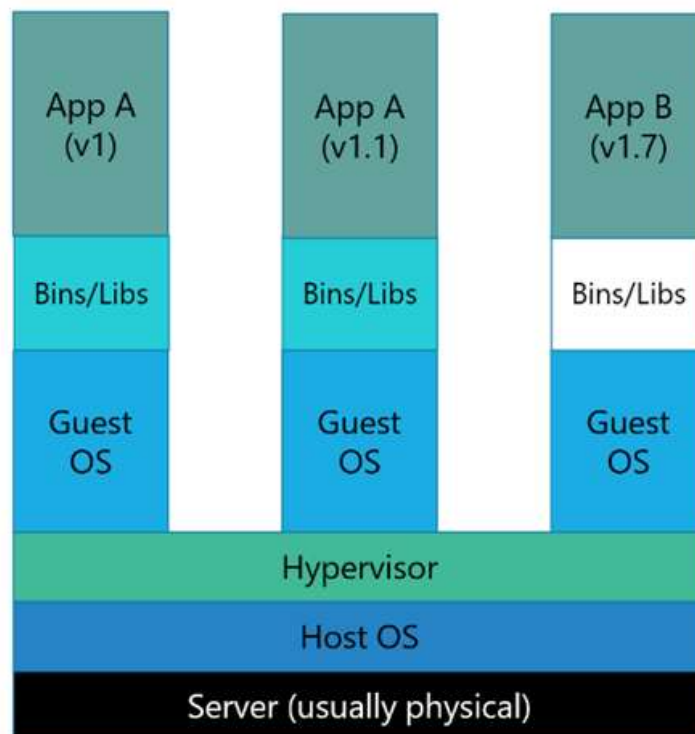 App A
(v1)
App A
(v1.1)
App B
(v1.7)
Bins/Libs
Bins/Libs
Bins/Libs
Guest
OS
Guest
OS
Guest
OS
Hypervisor
Host OS
Server (usually physical)